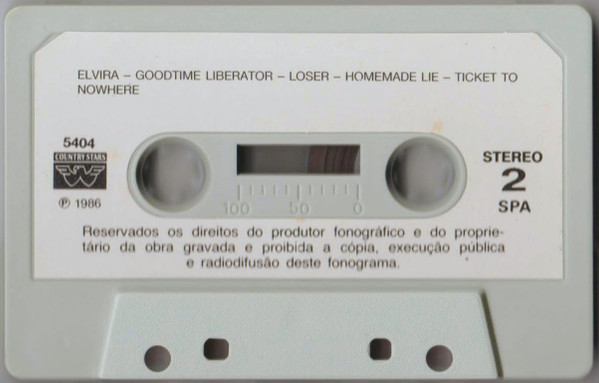 ELVIRA – GOODTIME LIBERATOR – LOSER – HOMEMADE LIE – TICKET TO
NOWHERE
5404
COUNTRY STARS
℗ 1986
STEREO
2
SPA
100 50 0
Reservados os direitos do produtor fonográfico e do proprie-
tário da obra gravada e proibida a cópia, execução pública
e radiodifusão deste fonograma.